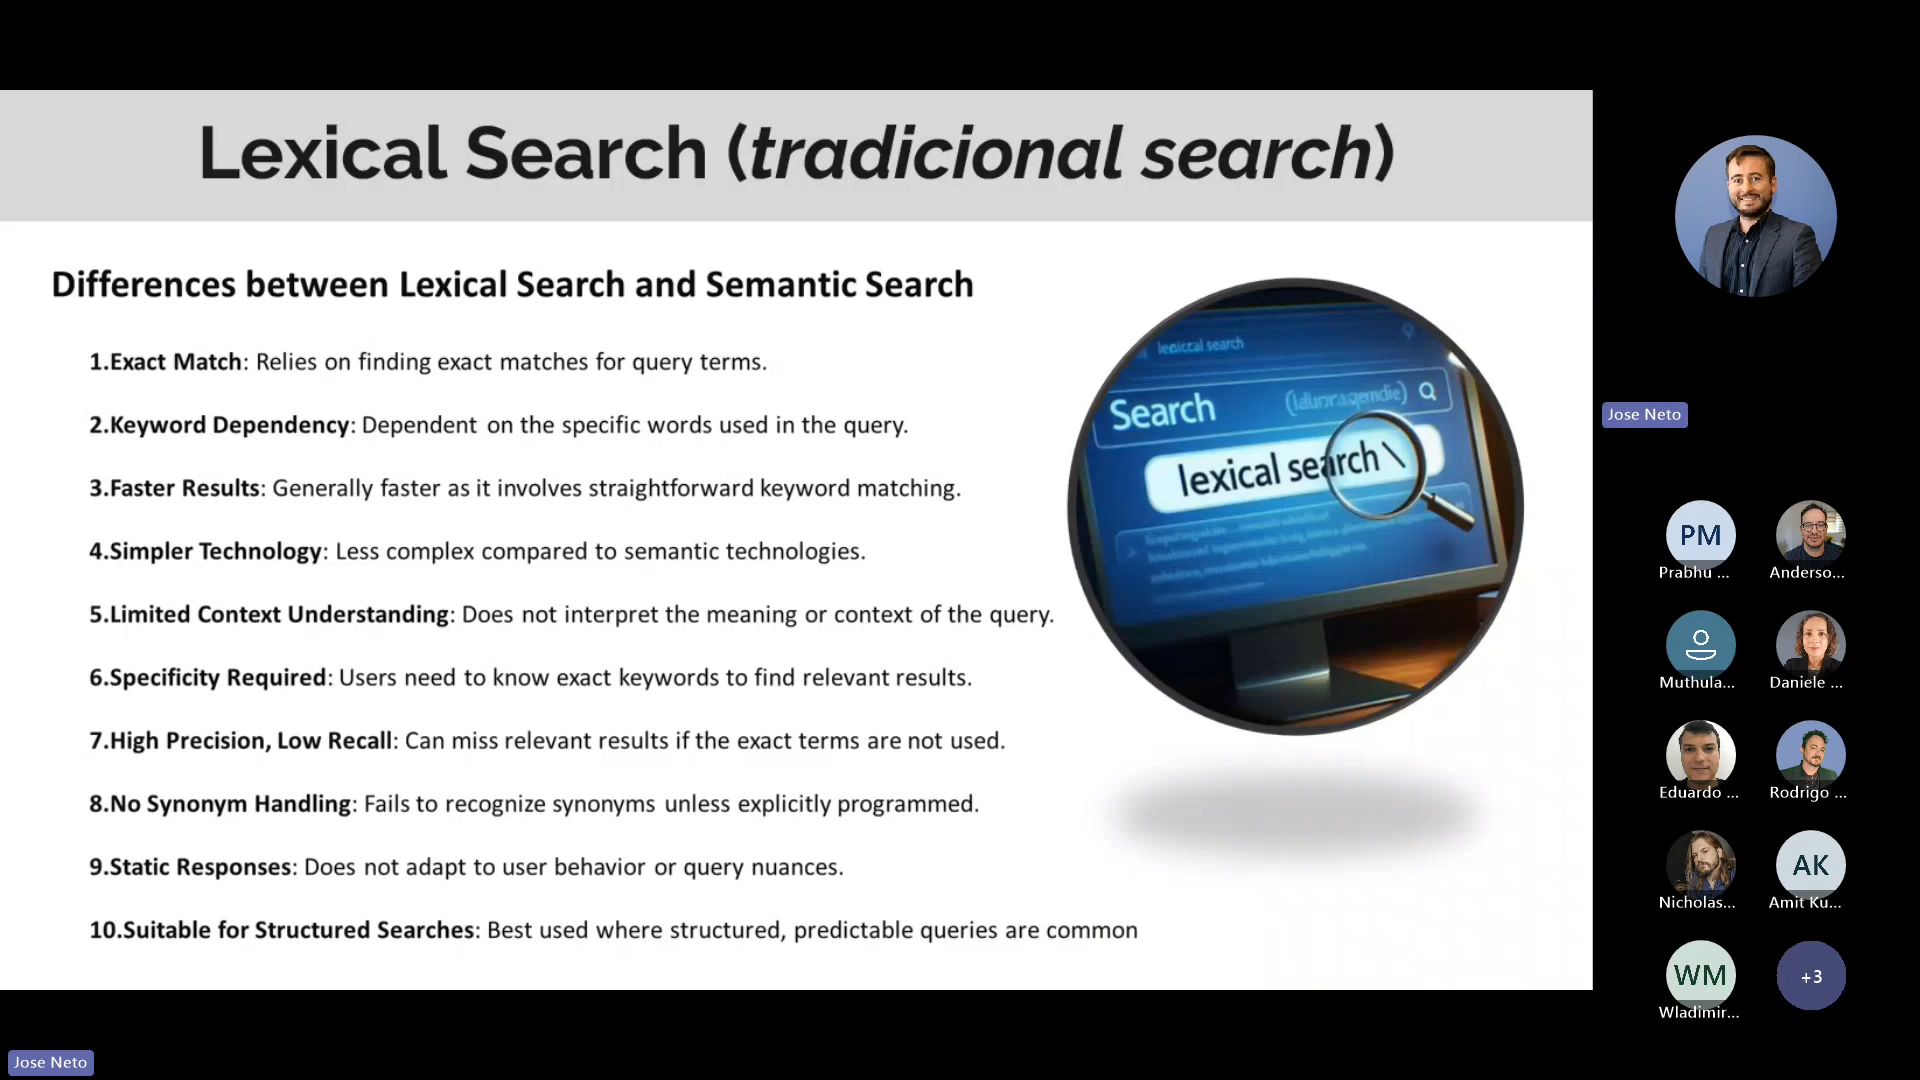 Lexical Search (tradicional search)
Differences between Lexical Search and Semantic Search
1.Exact Match: Relies on finding exact matches for query terms.
2.Keyword Dependency: Dependent on the specific words used in the query.
3.Faster Results: Generally faster as it involves straightforward keyword matching.
4.Simpler Technology: Less complex compared to semantic technologies.
5.Limited Context Understanding: Does not interpret the meaning or context of the query.
6.Specificity Required: Users need to know exact keywords to find relevant results.
7.High Precision, Low Recall: Can miss relevant results if the exact terms are not used.
8.No Synonym Handling: Fails to recognize synonyms unless explicitly programmed.
9.Static Responses: Does not adapt to user behavior or query nuances.
10.Suitable for Structured Searches: Best used where structured, predictable queries are common
search
Search
lexical search
Jose Neto
PM
Prabhu ...
Anderso...
Muthula...
Daniele ...
Eduardo ...
Rodrigo ...
Nicholas...
AK
Amit Ku...
WM
Wladimir...
+3
Jose Neto